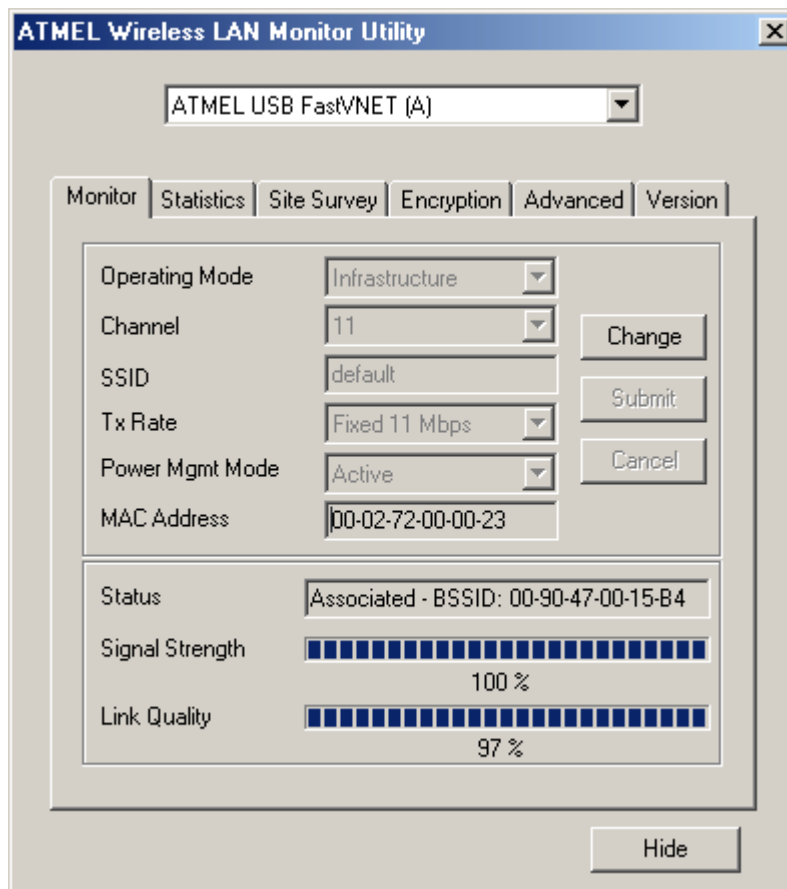 ATMEL Wireless LAN Monitor Utility
ATMEL USB FastVNET (A)
Monitor Statistics Site Survey Encryption Advanced Version
Operating Mode Infrastructure
Channel 11
Change
SSID default
Submit
Tx Rate Fixed 11 Mbps
Cancel
Power Mgmt Mode Active
MAC Address 00-02-72-00-00-23
Status Associated - BSSID: 00-90-47-00-15-B4
Signal Strength
100 %
Link Quality
97 %
Hide